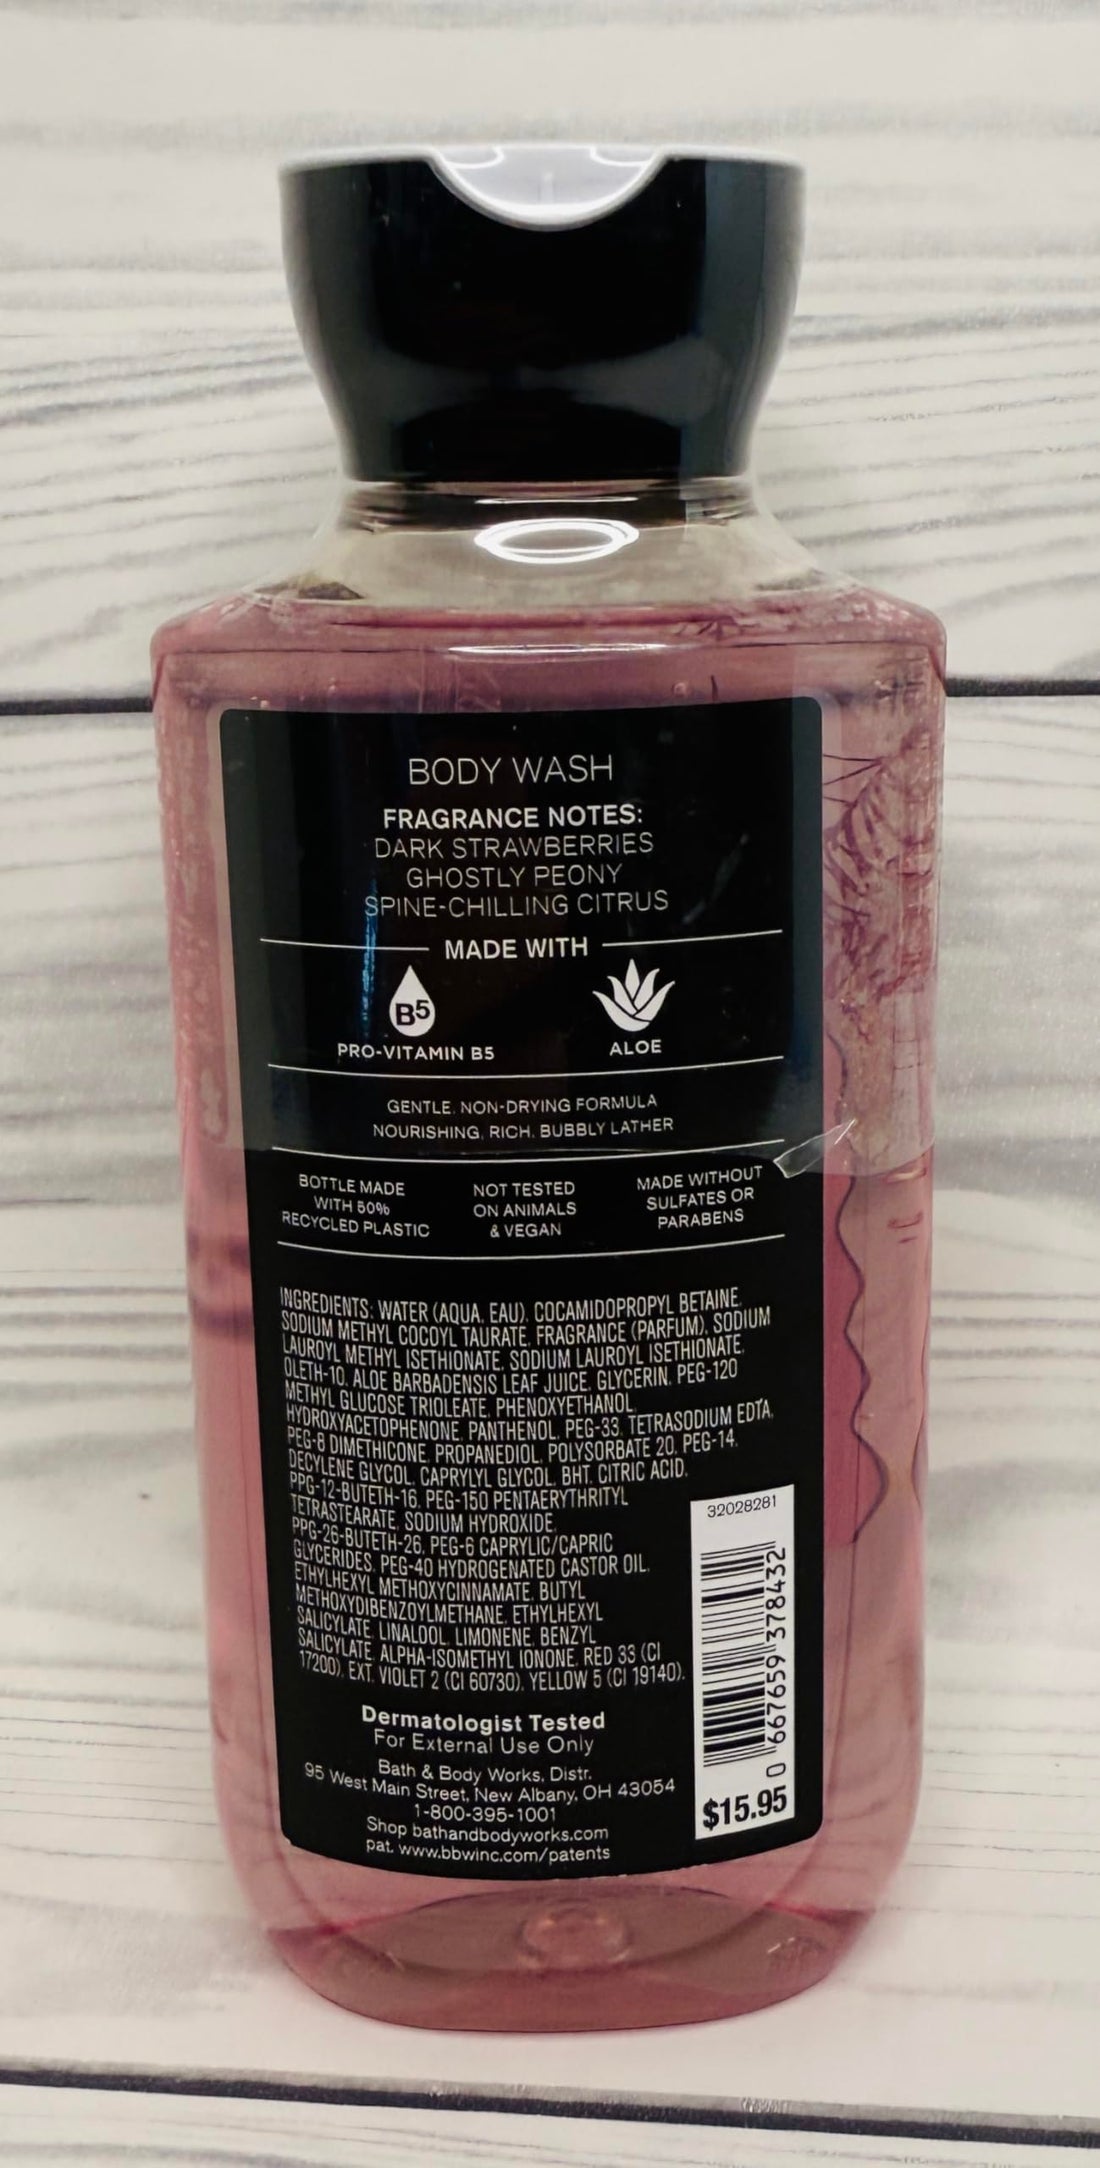 BODY WASH
FRAGRANCE NOTES:
DARK STRAWBERRIES
GHOSTLY PEONY
SPINE-CHILLING CITRUS
MADE WITH
B5
PRO-VITAMIN B5
ALOE
GENTLE, NON-DRYING FORMULA
NOURISHING, RICH, BUBBLY LATHER
BOTTLE MADE
WITH 50%
RECYCLED PLASTIC
NOT TESTED
ON ANIMALS
& VEGAN
MADE WITHOUT
SULFATES OR
PARABENS
INGREDIENTS: WATER (AQUA, EAU), COCAMIDOPROPYL BETAINE,
SODIUM METHYL COCOYL TAURATE, FRAGRANCE (PARFUM), SODIUM
LAUROYL METHYL ISETHIONATE, SODIUM LAUROYL ISETHIONATE,
OLETH-10, ALOE BARBADENSIS LEAF JUICE, GLYCERIN, PEG-120
METHYL GLUCOSE TRIOLEATE, PHENOXYETHANOL,
HYDROXYACETOPHENONE, PANTHENOL, PEG-33, TETRASODIUM EDTA,
PEG-8 DIMETHICONE, PROPANEDIOL, POLYSORBATE 20, PEG-14,
DECYLENE GLYCOL, CAPRYLYL GLYCOL, BHT, CITRIC ACID,
PPG-12-BUTETH-16, PEG-150 PENTAERYTHRITYL
TETRASTEARATE, SODIUM HYDROXIDE,
PPG-26-BUTETH-26, PEG-6 CAPRYLIC/CAPRIC
GLYCERIDES, PEG-40 HYDROGENATED CASTOR OIL,
ETHYLHEXYL METHOXYCINNAMATE, BUTYL
METHOXYDIBENZOYLMETHANE, ETHYLHEXYL
SALICYLATE, LINALOOL, LIMONENE, BENZYL
SALICYLATE, ALPHA-ISOMETHYL IONONE, RED 33 (CI
17200), EXT. VIOLET 2 (CI 60730), YELLOW 5 (CI 19140).
Dermatologist Tested
For External Use Only
Bath & Body Works, Distr.
95 West Main Street, New Albany, OH 43054
1-800-395-1001
Shop bathandbodyworks.com
pat. www.bbwinc.com/patents
32028281
0 667659 378432
$15.95